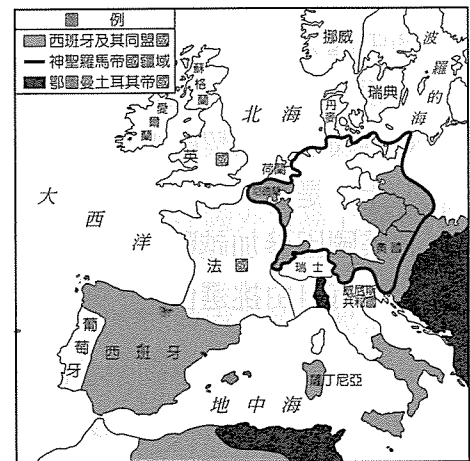 圖 例
西班牙及其同盟國
神聖羅馬帝國疆域
鄂圖曼土耳其帝國
挪威
波羅的海
瑞典
蘇格蘭
丹麥
北海
愛爾蘭
英國
荷蘭
大西洋
奧國
法國
瑞士
威尼斯
共和國
葡萄牙
西班牙
薩丁尼亞
地中海